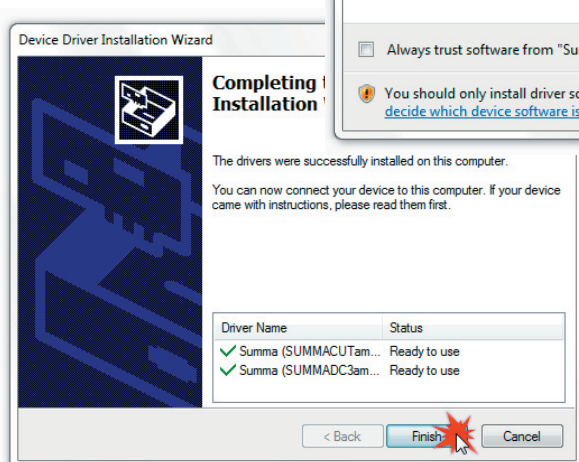 Device Driver Installation Wizard
Always trust software from "Su
You should only install driver
decide which device software is
Completing
Installation
The drivers were successfully installed on this computer.
You can now connect your device to this computer. If your device
came with instructions, please read them first.
Driver Name Status
Summa (SUMMACUTam... Ready to use
Summa (SUMMADC3am... Ready to use
< Back Finish Cancel